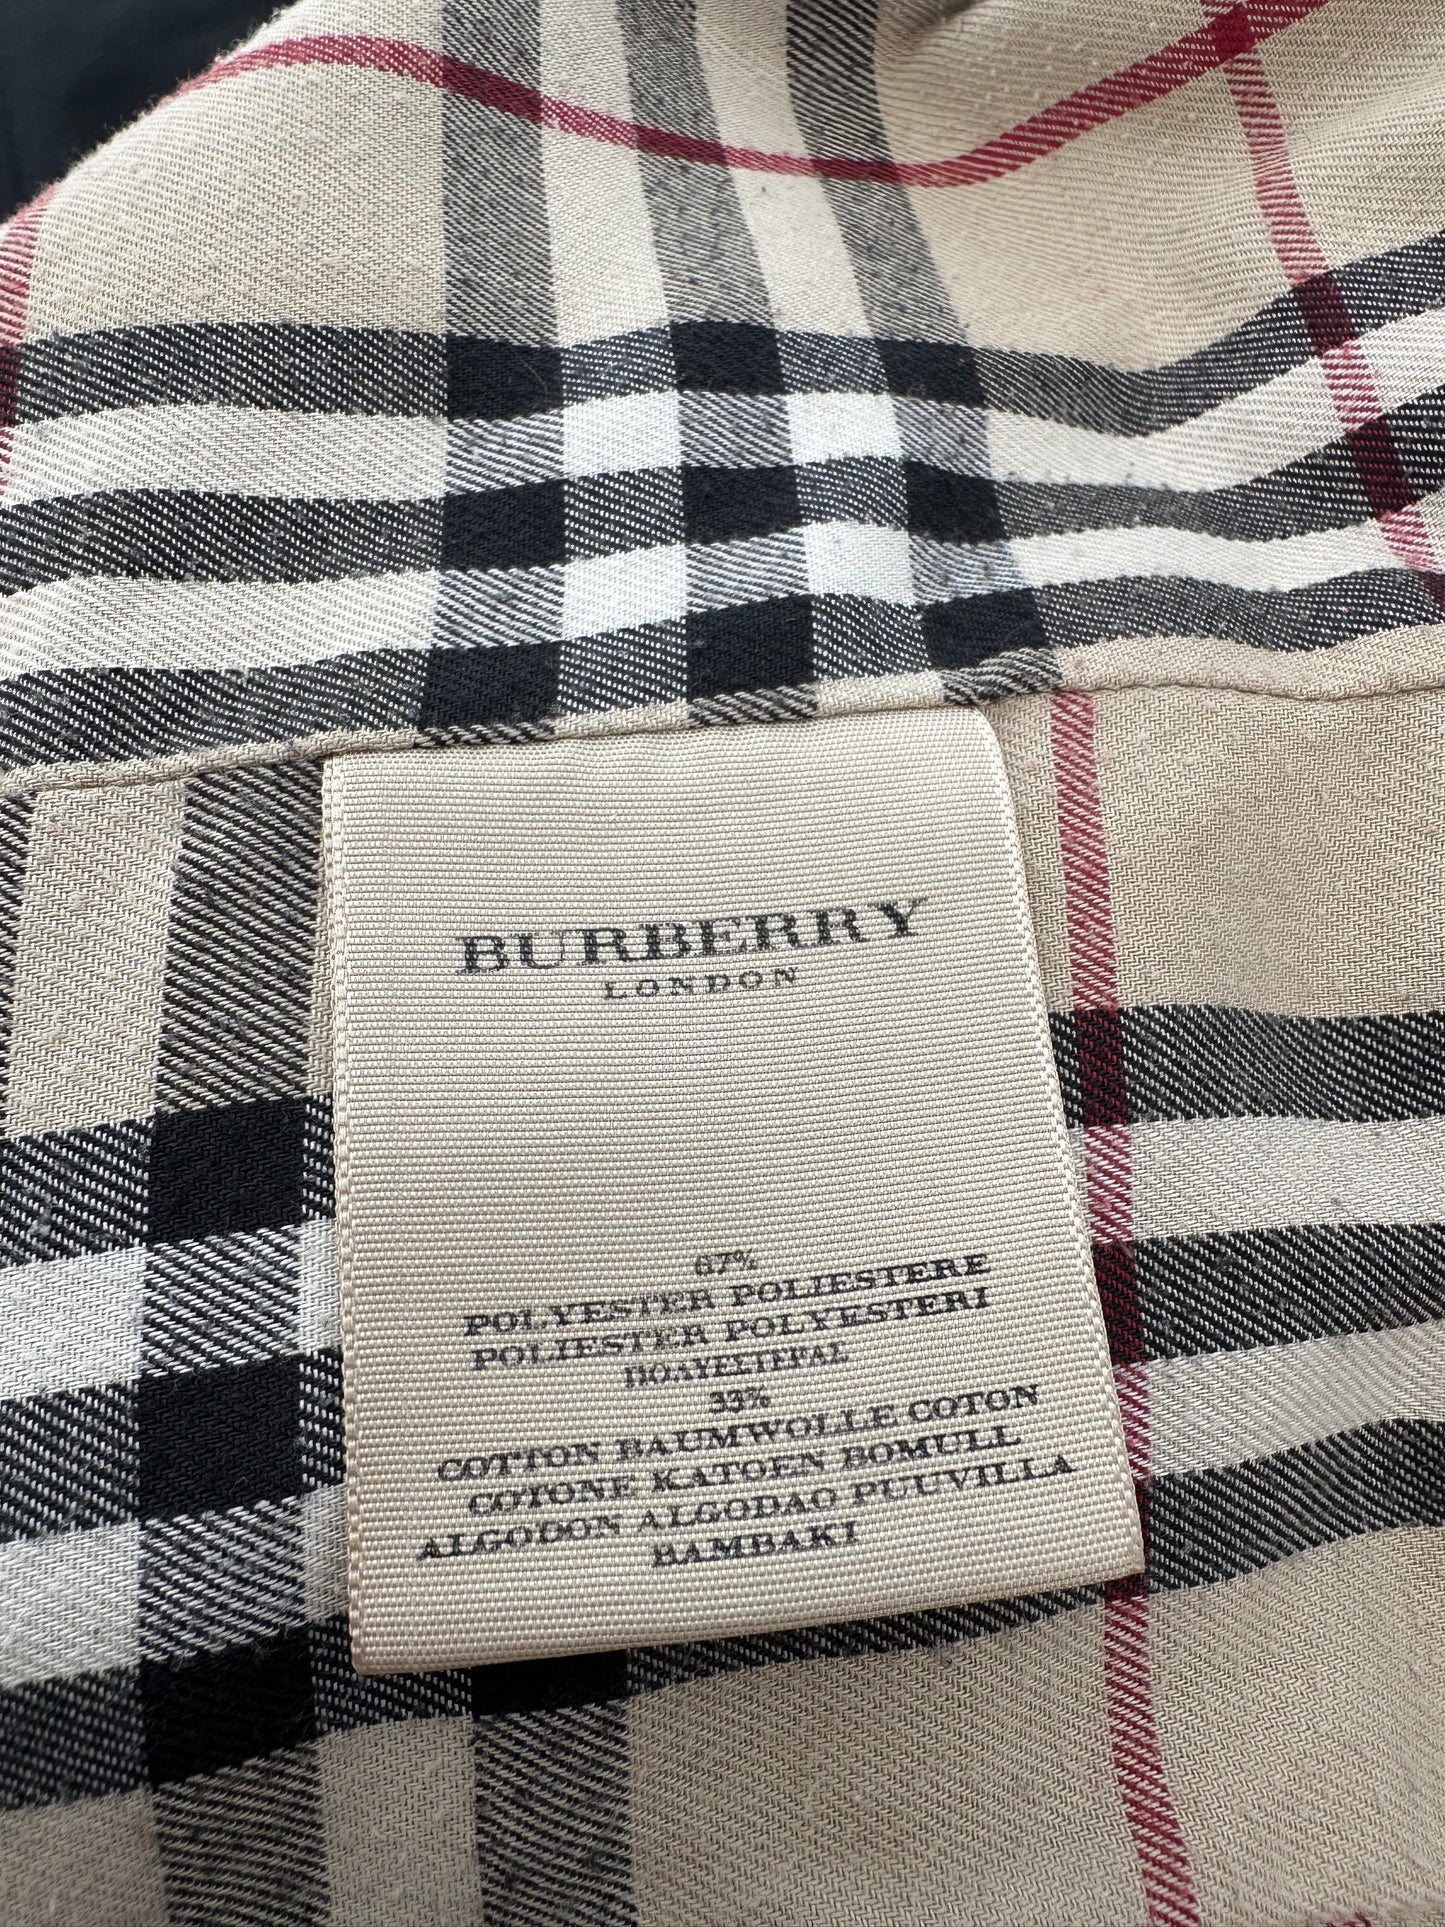 BURBERRY
LONDON
67%
POLYESTER POLIESTERE
POLIESTER POLYESTERI
ΠΟΛΥΕΣΤΕΡΑΣ
33%
COTTON BAUMWOLLE COTON
COTONE KATOEN BOMULL
ALGODON ALGODAO PUUVILLA
BAMBAKI